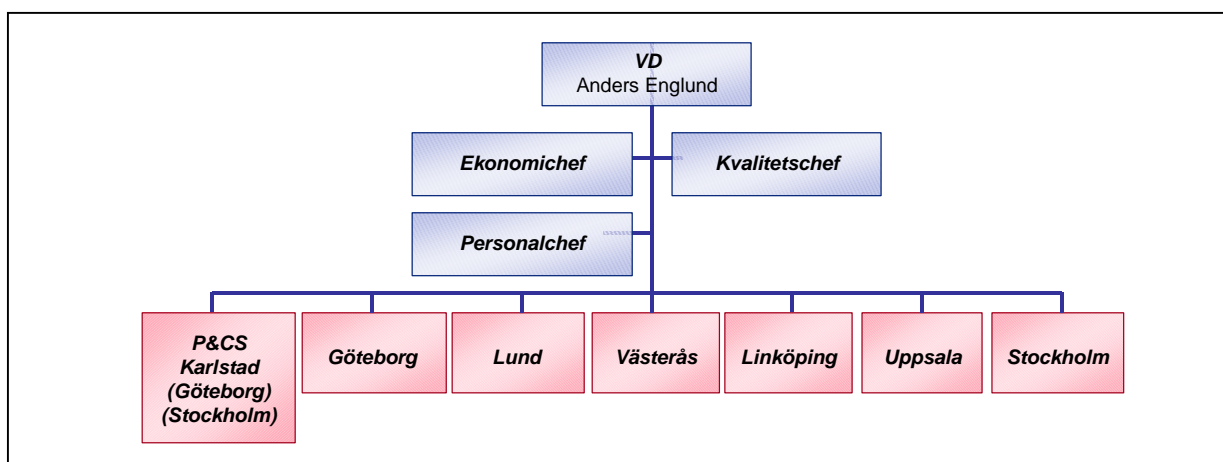 VD
Anders Englund
Ekonomichef
Kvalitetschef
Personalchef
P&CS
Karlstad
(Göteborg)
(Stockholm)
Göteborg
Lund
Västerås
Linköping
Uppsala
Stockholm